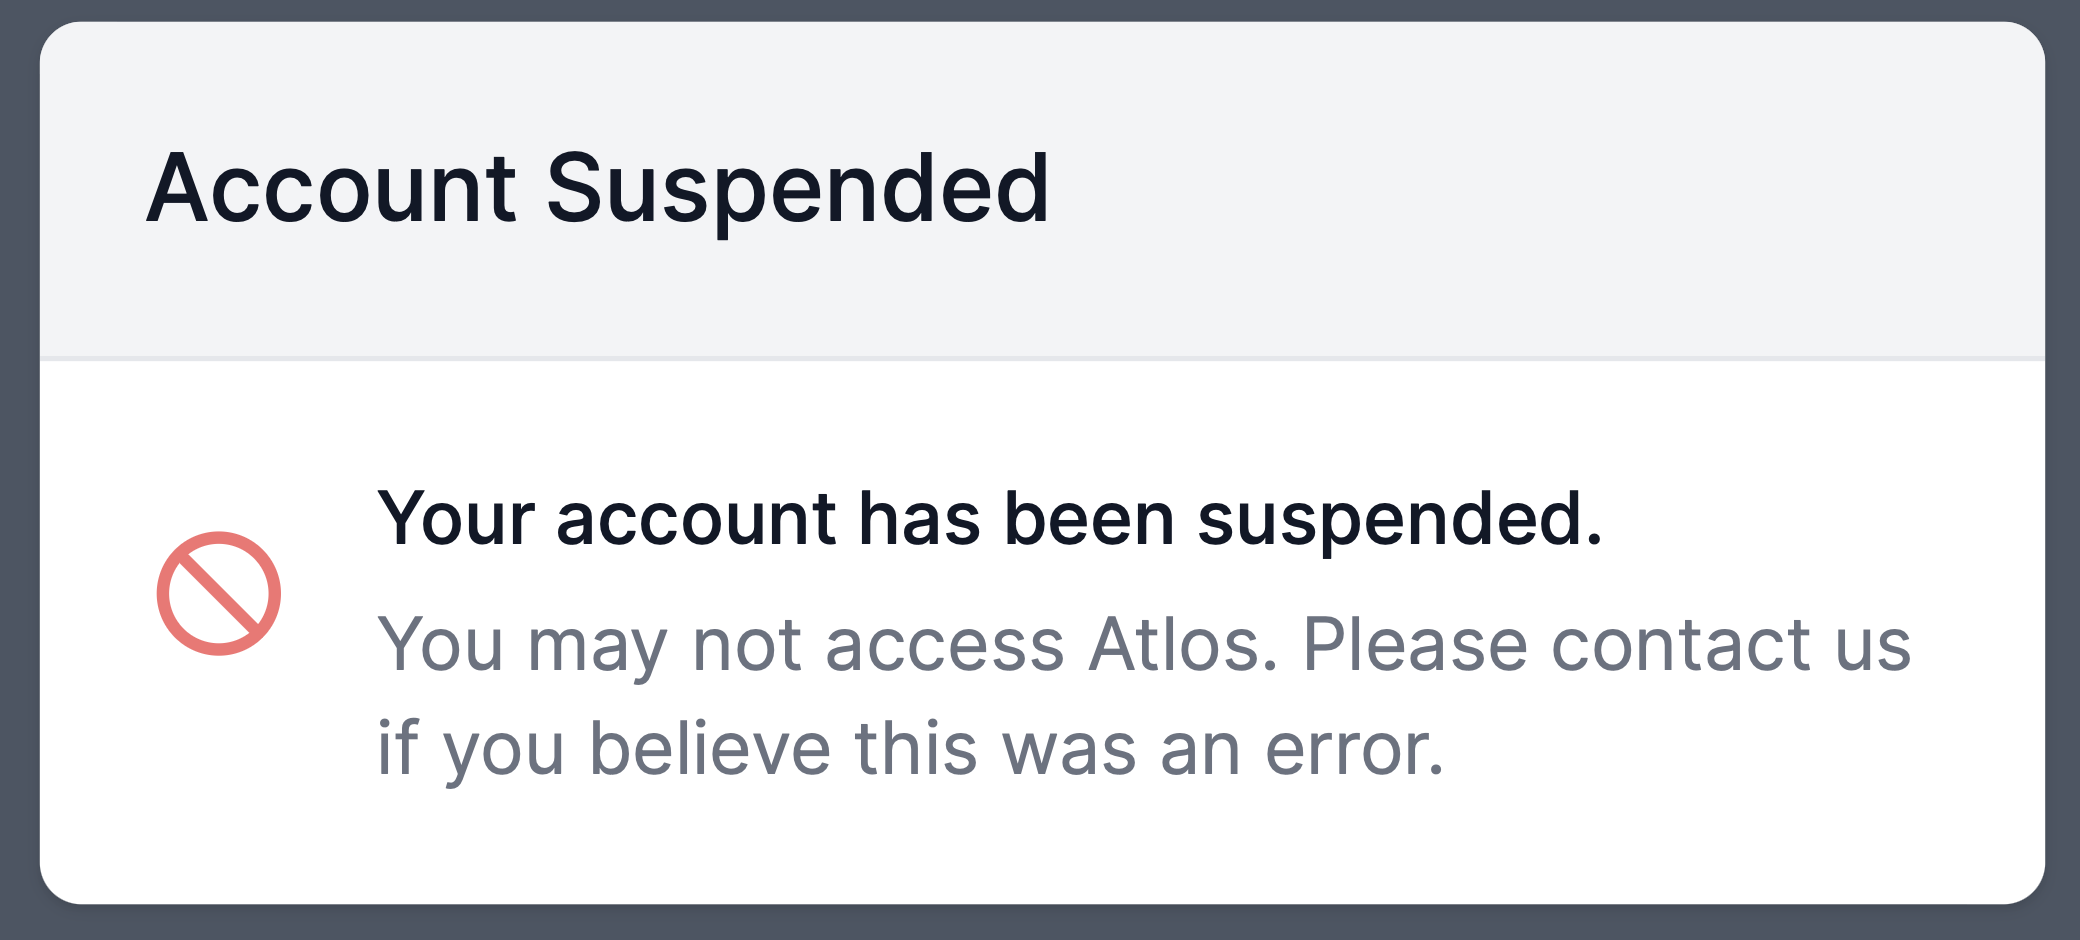 Account Suspended
Your account has been suspended.
You may not access Atlos. Please contact us
if you believe this was an error.